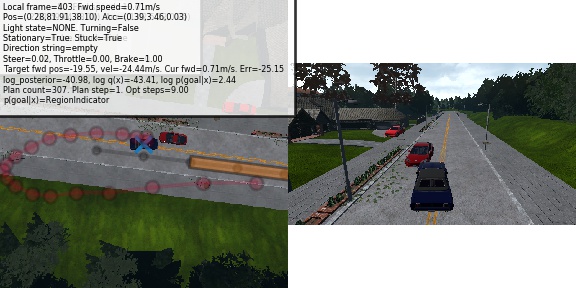 Local frame=403. Fwd speed=0.71m/s
Pos=(0.28,81.91,38.10). Acc=(0.39,3.46,0.03)
Light state=NONE. Turning=False
Stationary=True. Stuck=True
Direction string=empty
Steer=0.02, Throttle=0.00, Brake=1.00
Target fwd pos=-19.55, vel=-24.44m/s. Cur fwd=0.71m/s. Err=-25.15
log_posterior=-40.98, log q(x)=-43.41, log p(goal|x)=2.44
Plan count=307. Plan step=1. Opt steps=9.00
p(goal|x)=RegionIndicator